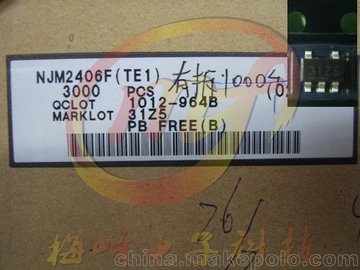 NJM2406F(TE1) 有拆1000个
3000 PCS
QCLOT 1012-964B
MARKLOT 31Z5
PB FREE(B)
31Z5
76
china.makepolo.com